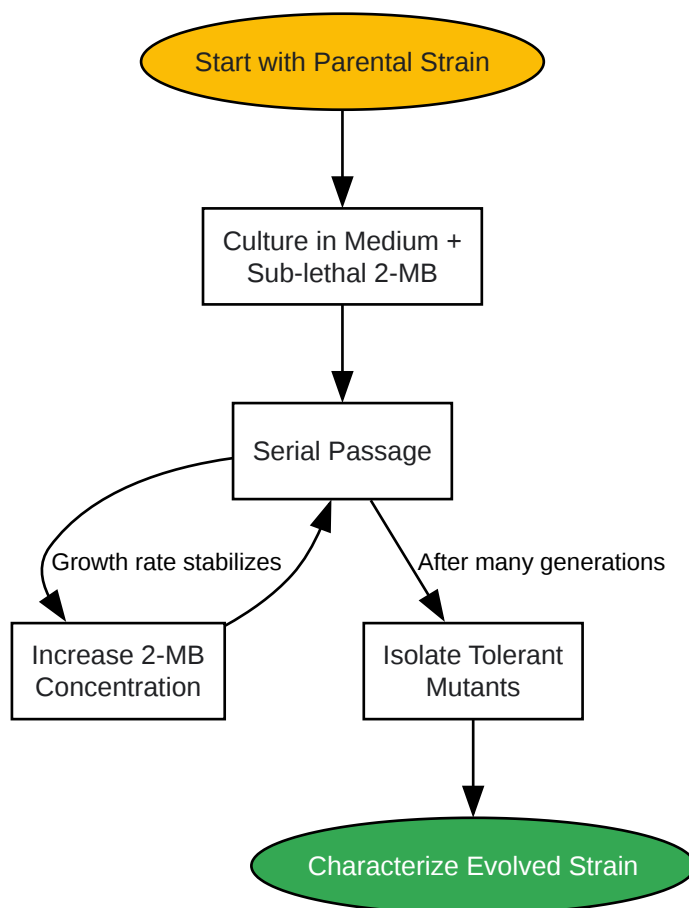 Start with Parental Strain
Culture in Medium +
Sub-lethal 2-MB
Serial Passage
Growth rate stabilizes
After many generations
Increase 2-MB
Concentration
Isolate Tolerant
Mutants
Characterize Evolved Strain